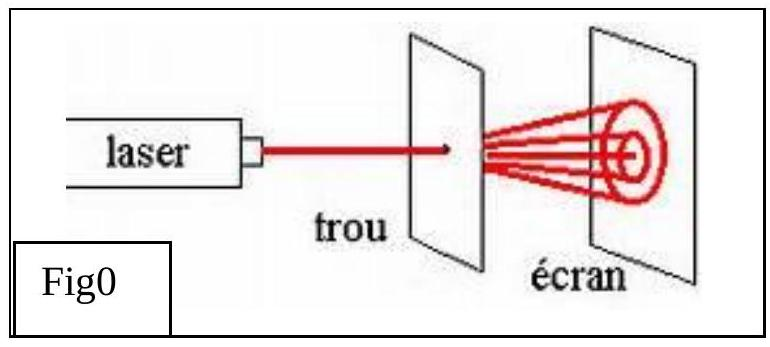 laser
trou
écran
Fig0